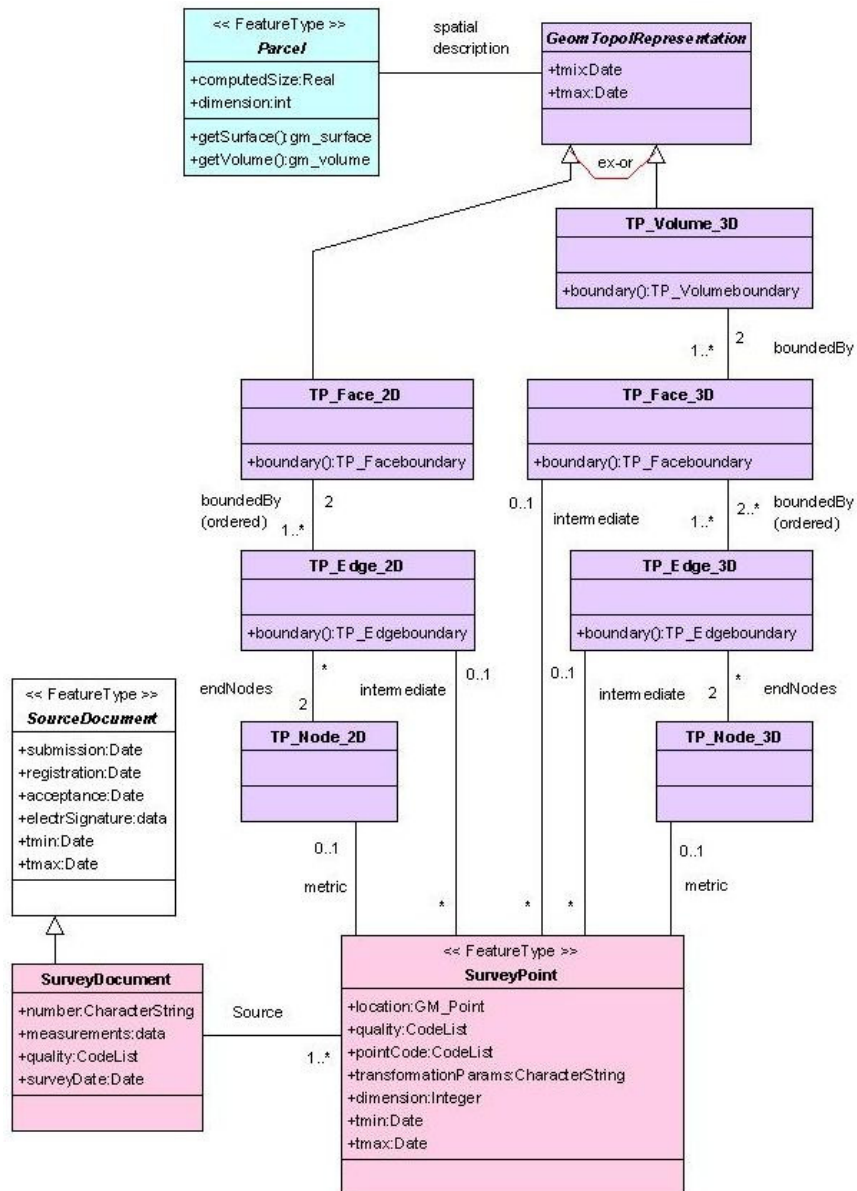 << FeatureType >>
Parcel
+computedSize:Real
+dimension:int
+getSurface():gm_surface
+getVolume():gm_volume
spatial
description
GeomTopolRepresentation
+tmix:Date
+tmax:Date
ex-or
TP_Volume_3D
+boundary():TP_Volumeboundary
1..*
2
boundedBy
TP_Face_2D
+boundary():TP_Faceboundary
TP_Face_3D
+boundary():TP_Faceboundary
boundedBy
(ordered)
2
1..*
0..1
intermediate
1..*
2..*
boundedBy
(ordered)
TP_Edge_2D
+boundary():TP_Edgeboundary
TP_Edge_3D
+boundary():TP_Edgeboundary
endNodes
*
2
intermediate
0..1
0..1
intermediate
2
*
endNodes
TP_Node_2D
TP_Node_3D
0..1
metric
*
*
*
0..1
metric
<< FeatureType >>
SourceDocument
+submission:Date
+registration:Date
+acceptance:Date
+electrSignature:data
+tmin:Date
+tmax:Date
SurveyDocument
+number:CharacterString
+measurements:data
+quality:CodeList
+surveyDate:Date
Source
1..*
<< FeatureType >>
SurveyPoint
+location:GM_Point
+quality:CodeList
+pointCode:CodeList
+transformationParams:CharacterString
+dimension:Integer
+tmin:Date
+tmax:Date